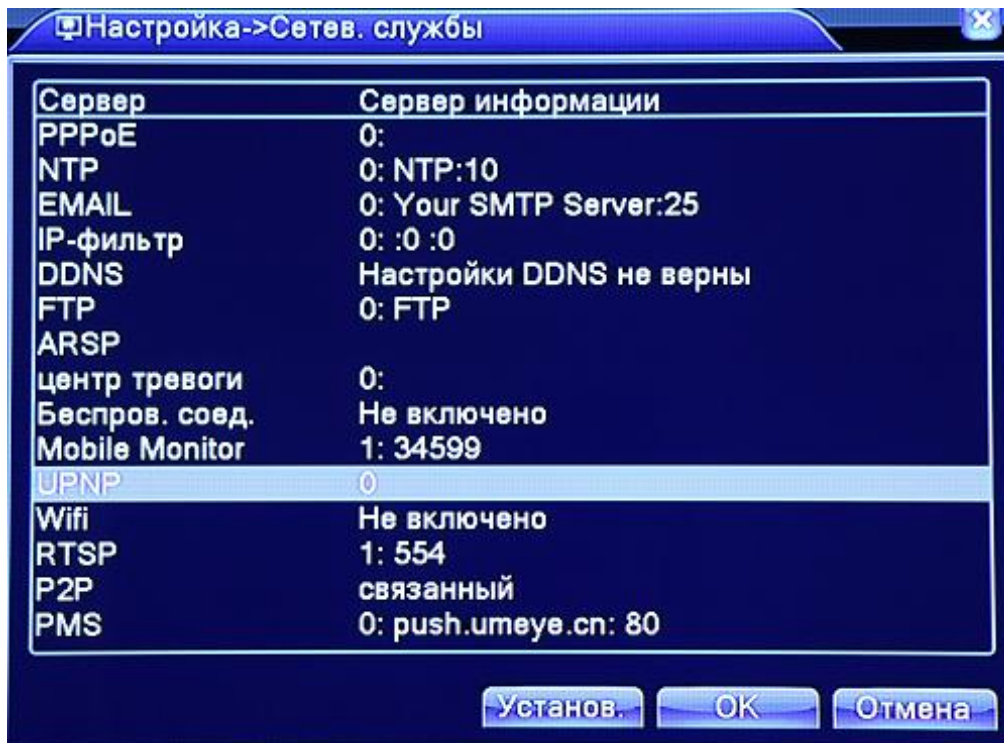 Настройка->Сетев. службы
Сервер Сервер информации
PPPoE 0:
NTP 0: NTP:10
EMAIL 0: Your SMTP Server:25
IP-фильтр 0: :0 :0
DDNS Настройки DDNS не верны
FTP 0: FTP
ARSP
центр тревоги 0:
Беспров. соед. Не включено
Mobile Monitor 1: 34599
UPNP 0
Wifi Не включено
RTSP 1: 554
P2P связанный
PMS 0: push.umeye.cn: 80
Установ. OK Отмена